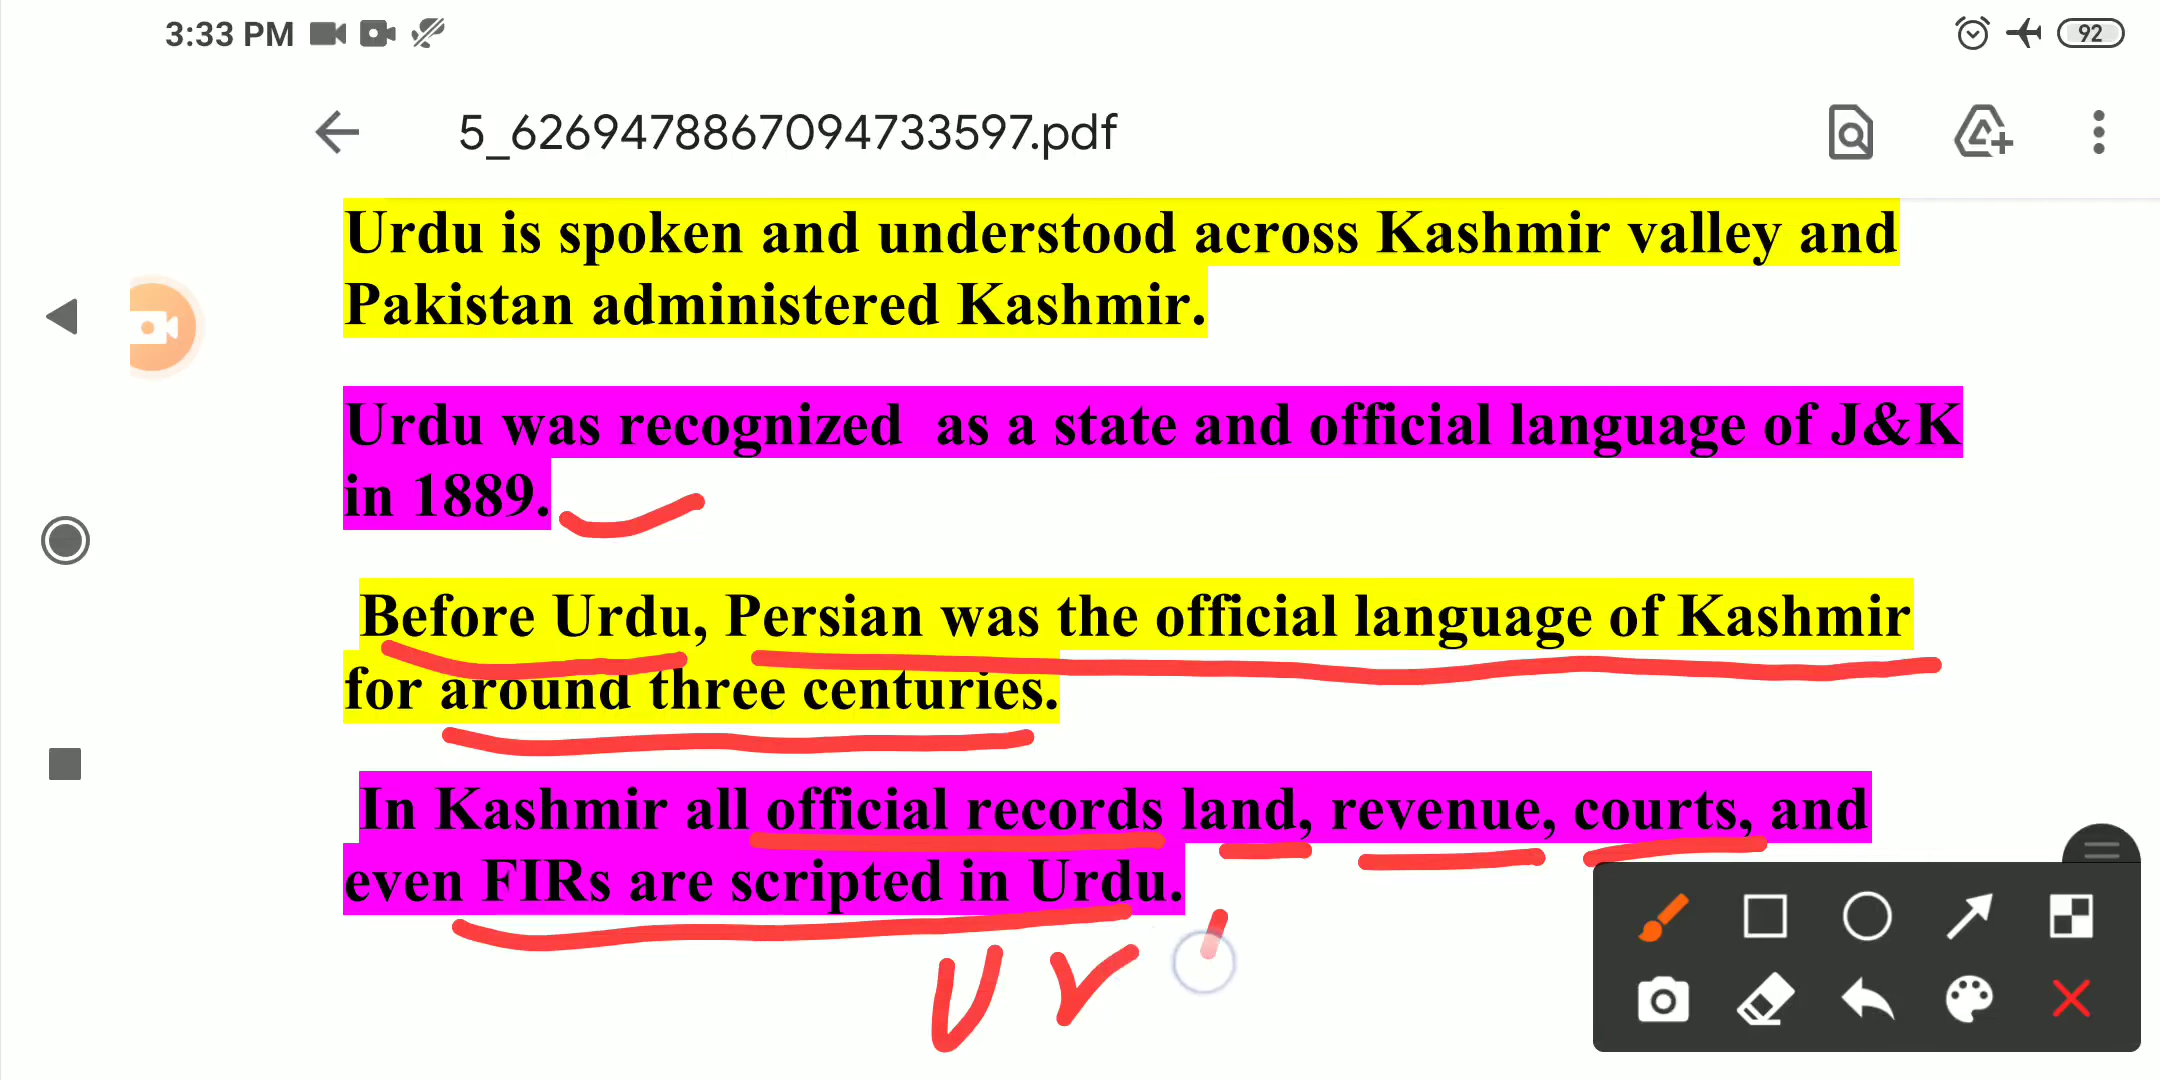 3:33 PM
92
5_6269478867094733597.pdf
Urdu is spoken and understood across Kashmir valley and
Pakistan administered Kashmir.
Urdu was recognized as a state and official language of J&K
in 1889.
Before Urdu, Persian was the official language of Kashmir
for around three centuries.
In Kashmir all official records land, revenue, courts, and
even FIRs are scripted in Urdu.
Ur